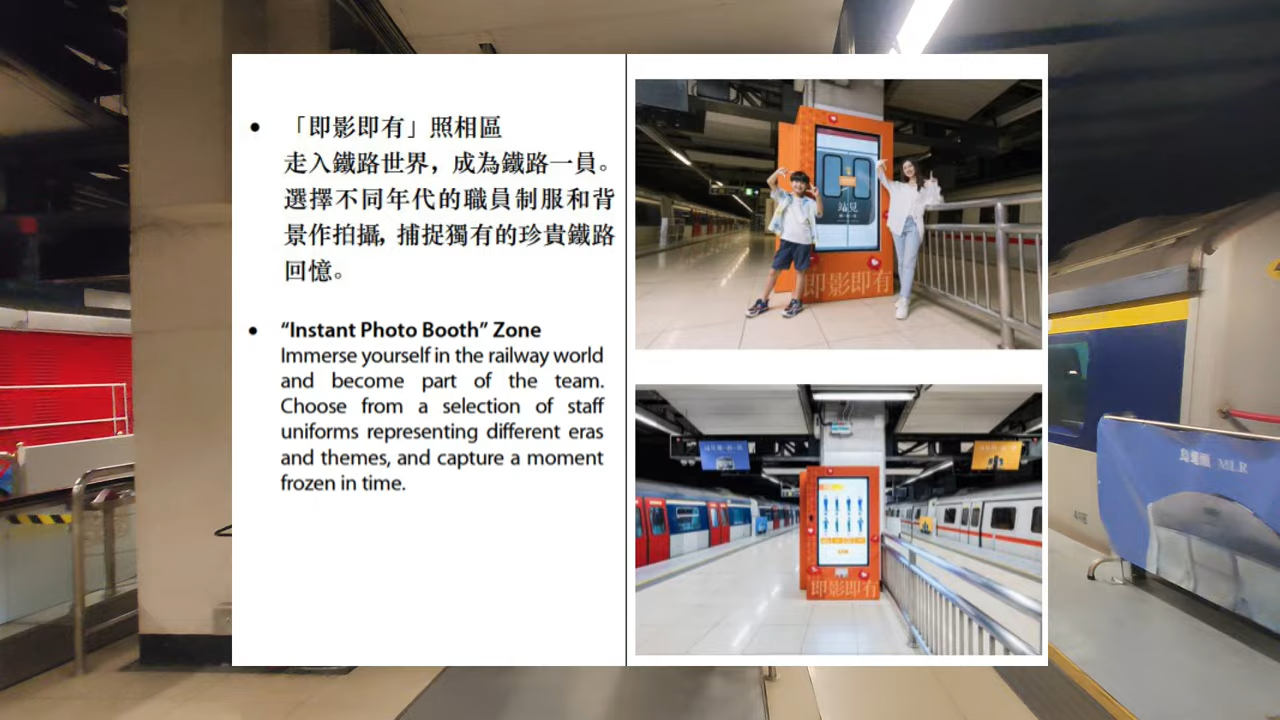 「即影即有」照相區
走入鐵路世界，成為鐵路一員。
選擇不同年代的職員制服和背
景作拍攝，捕捉獨有的珍貴鐵路
回憶。
“Instant Photo Booth” Zone
Immerse yourself in the railway world
and become part of the team.
Choose from a selection of staff
uniforms representing different eras
and themes, and capture a moment
frozen in time.
站見
即影即有
即影即有
MLR